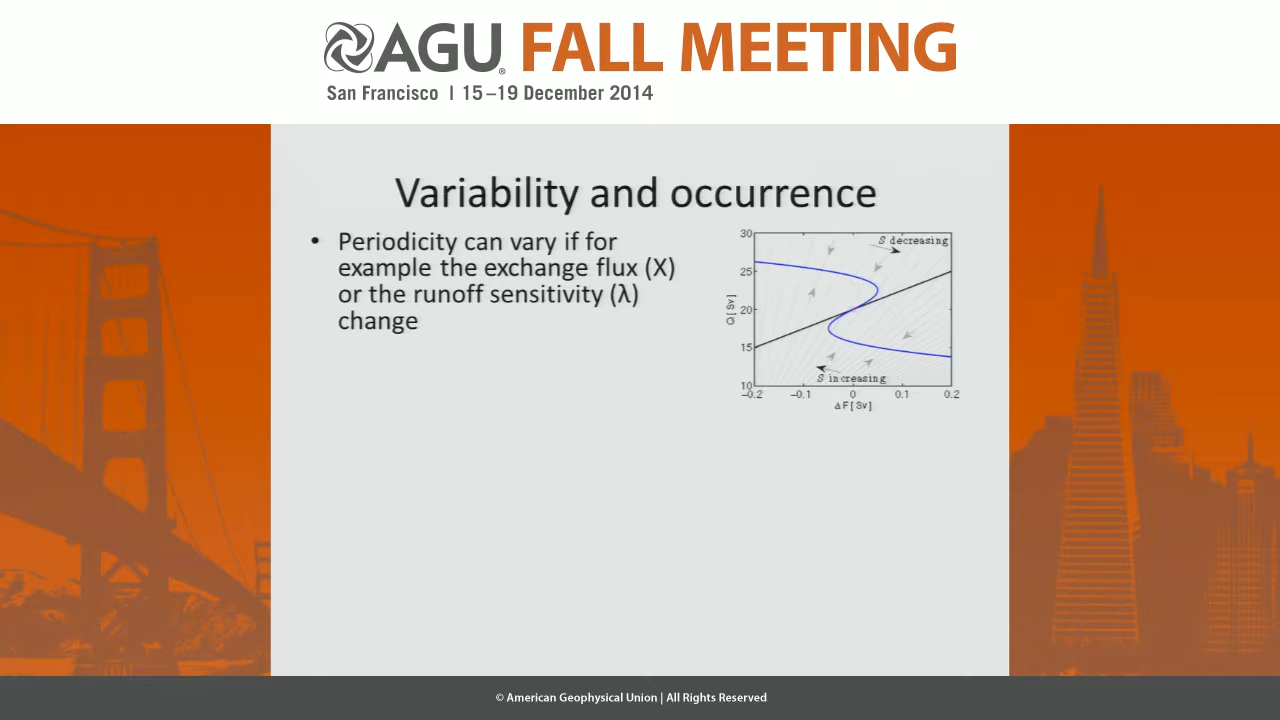 AGU FALL MEETING
San Francisco | 15–19 December 2014
Variability and occurrence
• Periodicity can vary if for
example the exchange flux (X)
or the runoff sensitivity (λ)
change
30
25
20
15
10
Q [Sv]
S decreasing
S increasing
−0.2 −0.1 0 0.1 0.2
ΔF[Sv]
© American Geophysical Union | All Rights Reserved